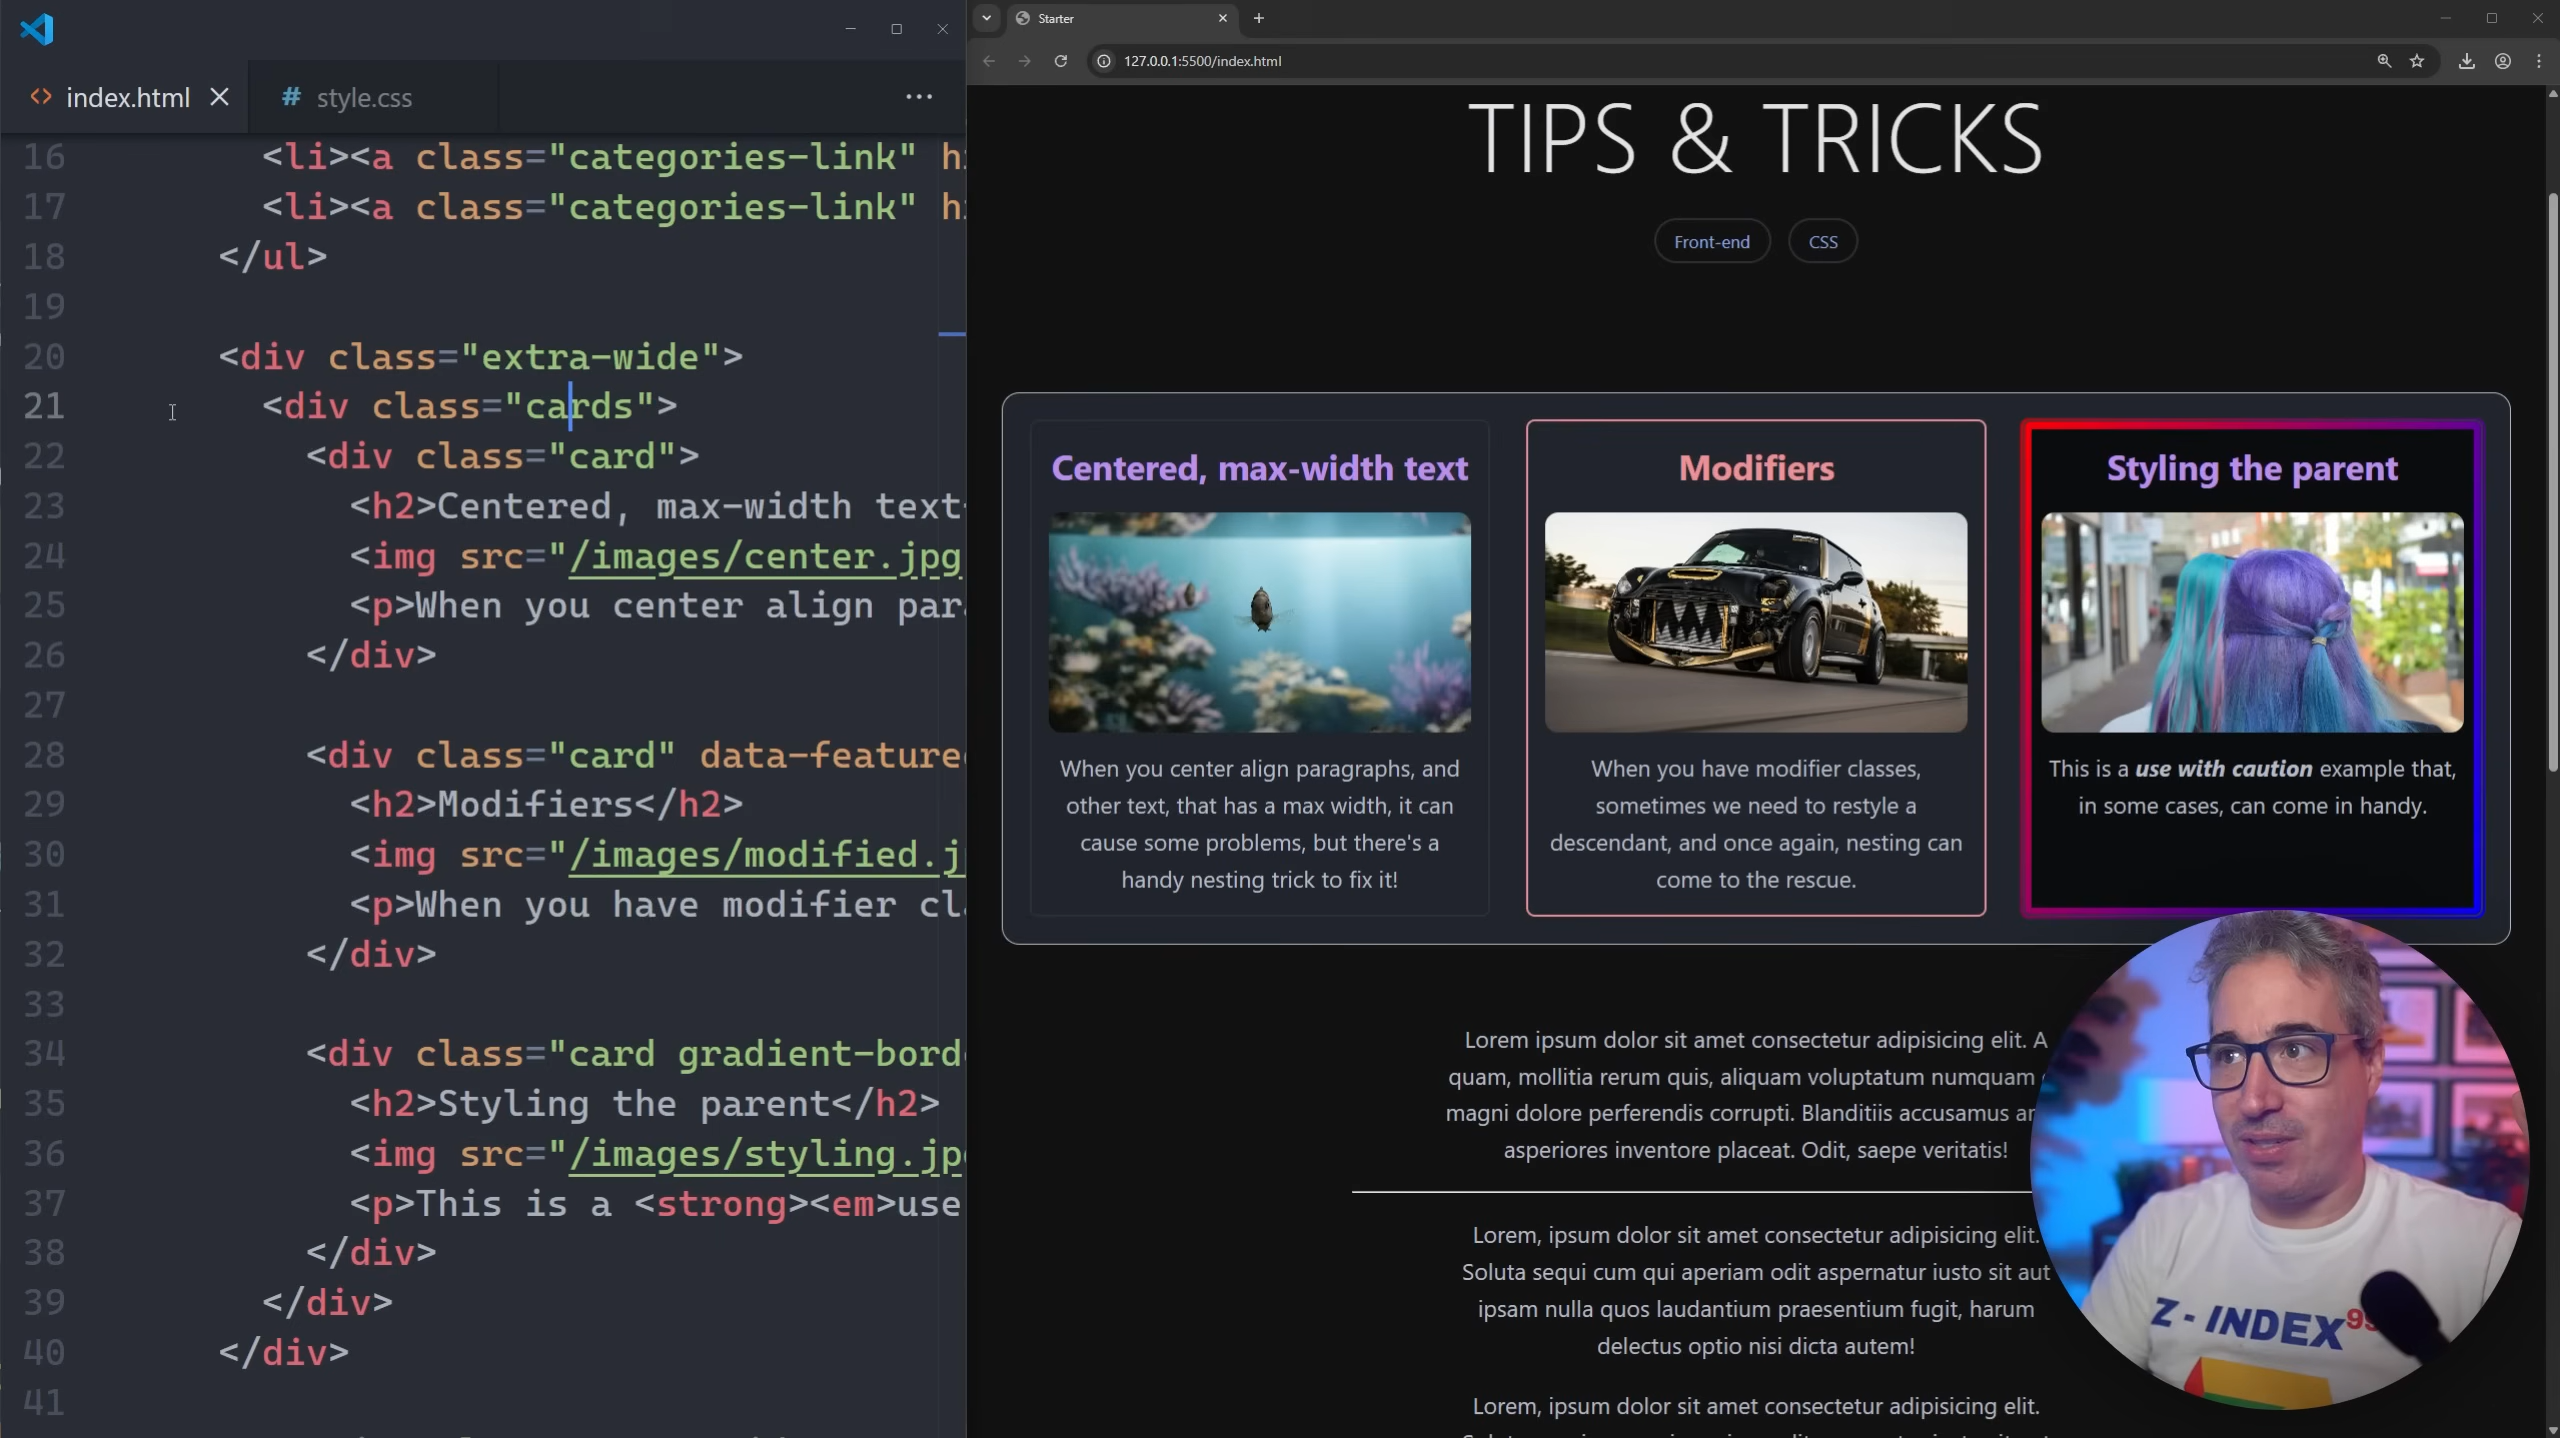 index.html
style.css
16 <li><a class="categories-link" h
17 <li><a class="categories-link" h
18 </ul>
19
20 <div class="extra-wide">
21 <div class="cards">
22 <div class="card">
23 <h2>Centered, max-width text
24 <img src="/images/center.jpg
25 <p>When you center align par
26 </div>
27
28 <div class="card" data-feature
29 <h2>Modifiers</h2>
30 <img src="/images/modified.j
31 <p>When you have modifier cl
32 </div>
33
34 <div class="card gradient-bord
35 <h2>Styling the parent</h2>
36 <img src="/images/styling.jp
37 <p>This is a <strong><em>use
38 </div>
39 </div>
40 </div>
41
Starter
127.0.0.1:5500/index.html
TIPS & TRICKS
Front-end
CSS
Centered, max-width text
When you center align paragraphs, and
other text, that has a max width, it can
cause some problems, but there's a
handy nesting trick to fix it!
Modifiers
When you have modifier classes,
sometimes we need to restyle a
descendant, and once again, nesting can
come to the rescue.
Styling the parent
This is a use with caution example that,
in some cases, can come in handy.
Lorem ipsum dolor sit amet consectetur adipisicing elit. A
quam, mollitia rerum quis, aliquam voluptatum numquam
magni dolore perferendis corrupti. Blanditiis accusamus
asperiores inventore placeat. Odit, saepe veritatis!
Lorem, ipsum dolor sit amet consectetur adipisicing elit.
Soluta sequi cum qui aperiam odit aspernatur iusto sit aut
ipsam nulla quos laudantium praesentium fugit, harum
delectus optio nisi dicta autem!
Lorem, ipsum dolor sit amet consectetur adipisicing elit.
Z-INDEX